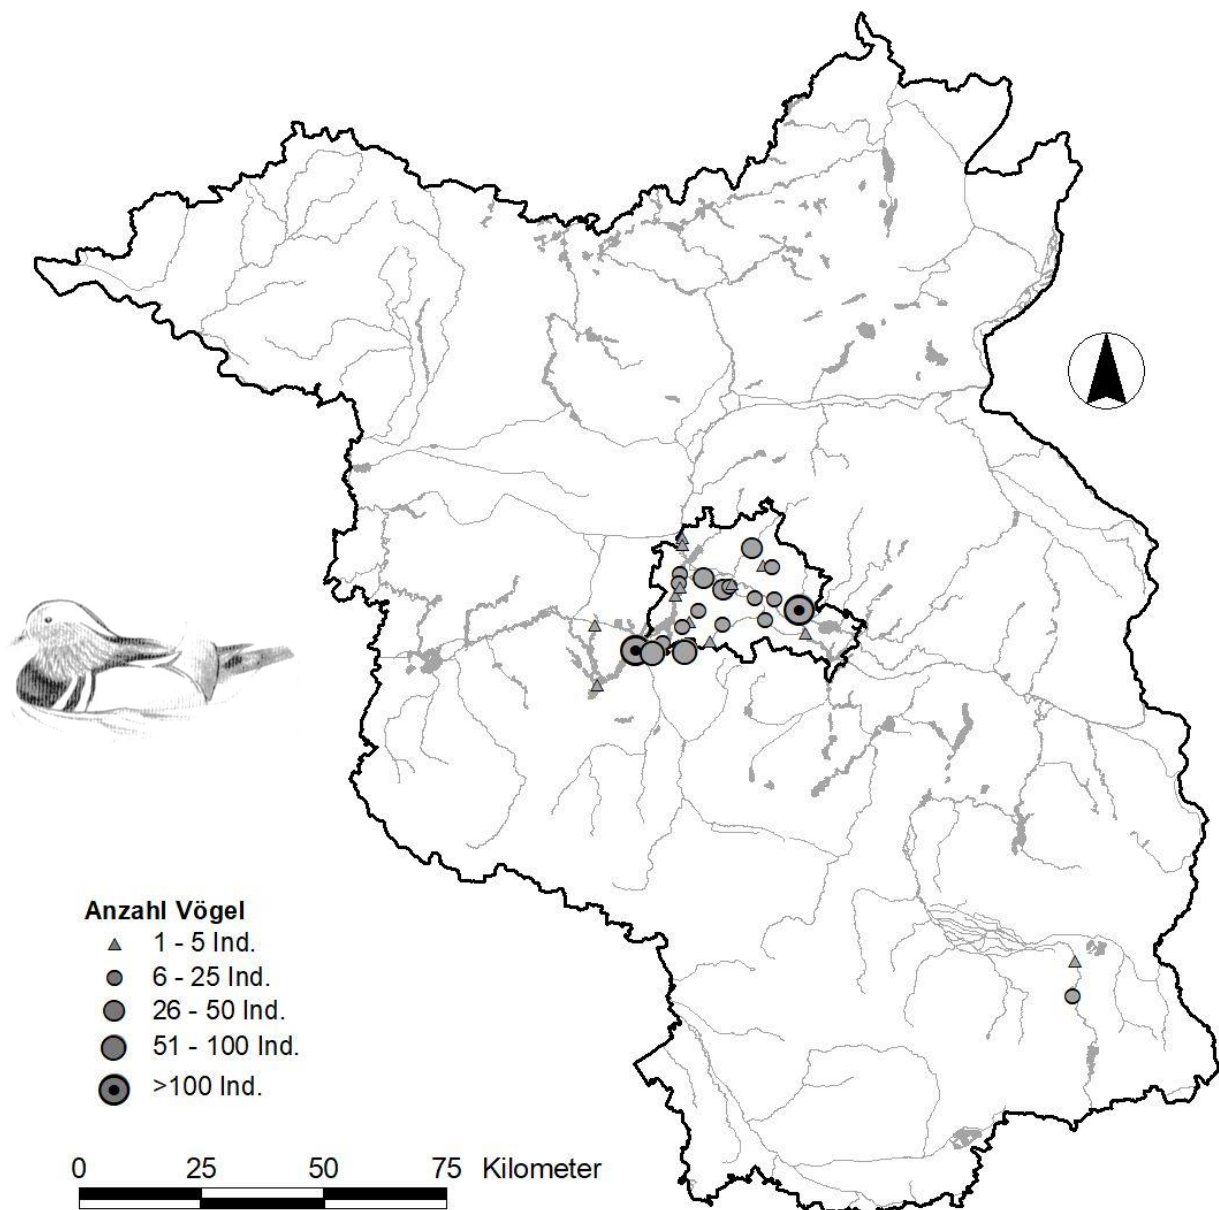 Anzahl Vögel
1 - 5 Ind.
6 - 25 Ind.
26 - 50 Ind.
51 - 100 Ind.
>100 Ind.
0 25 50 75 Kilometer